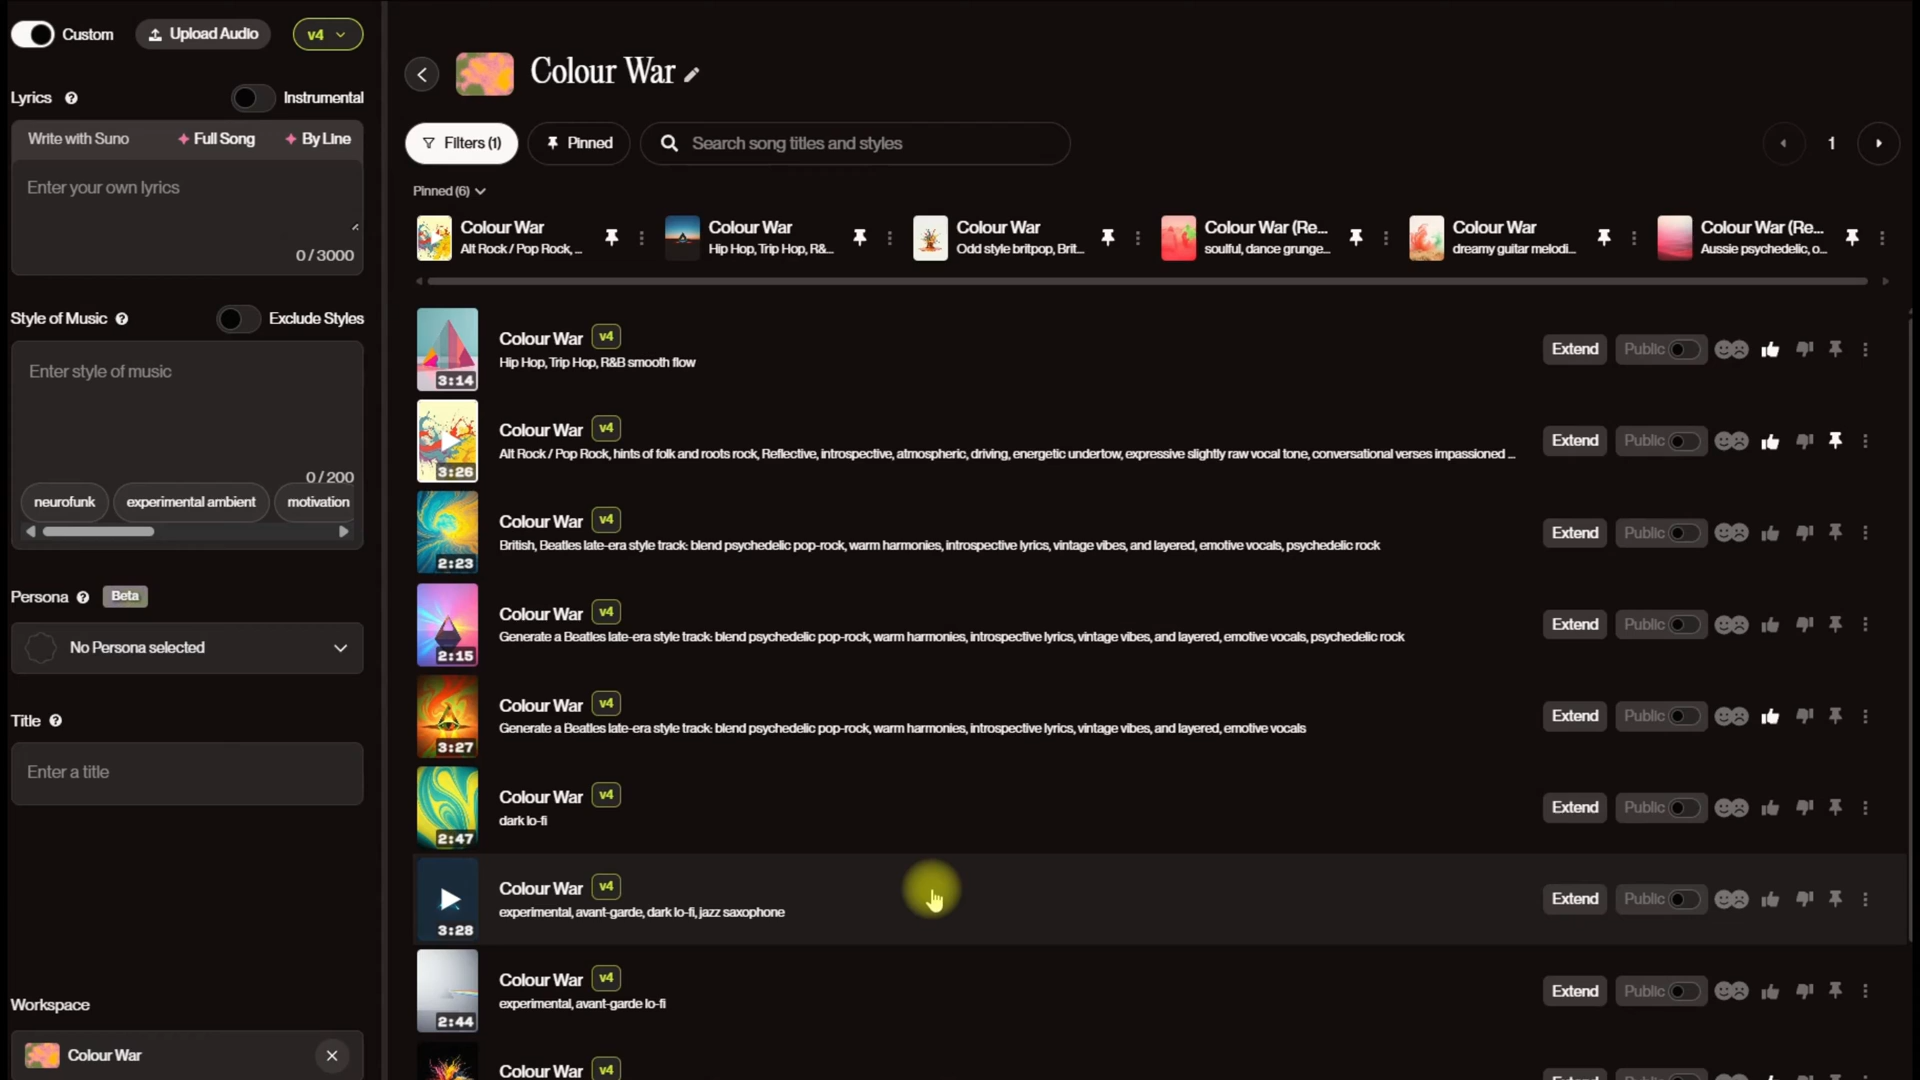 Custom
Upload Audio
v4
Lyrics
Instrumental
Write with Suno
Full Song
By Line
Enter your own lyrics
0 / 3000
Style of Music
Exclude Styles
Enter style of music
0 / 200
neurofunk
experimental ambient
motivation
Persona
Beta
No Persona selected
Title
Enter a title
Workspace
Colour War
Colour War
Filters (1)
Pinned
Search song titles and styles
1
Pinned (6)
Colour War
Alt Rock / Pop Rock, ...
Colour War
Hip Hop, Trip Hop, R&...
Colour War
Odd style britpop, Brit...
Colour War (Re...
soulful, dance grunge...
Colour War
dreamy guitar melodi...
Colour War (Re...
Aussie psychedelic, o...
3:14
Colour War v4
Hip Hop, Trip Hop, R&B smooth flow
Extend
Public
3:26
Colour War v4
Alt Rock / Pop Rock, hints of folk and roots rock, Reflective, introspective, atmospheric, driving, energetic undertow, expressive slightly raw vocal tone, conversational verses impassioned ...
Extend
Public
2:23
Colour War v4
British, Beatles late-era style track: blend psychedelic pop-rock, warm harmonies, introspective lyrics, vintage vibes, and layered, emotive vocals, psychedelic rock
Extend
Public
2:15
Colour War v4
Generate a Beatles late-era style track: blend psychedelic pop-rock, warm harmonies, introspective lyrics, vintage vibes, and layered, emotive vocals, psychedelic rock
Extend
Public
3:27
Colour War v4
Generate a Beatles late-era style track: blend psychedelic pop-rock, warm harmonies, introspective lyrics, vintage vibes, and layered, emotive vocals
Extend
Public
2:47
Colour War v4
dark lo-fi
Extend
Public
3:28
Colour War v4
experimental, avant-garde, dark lo-fi, jazz saxophone
Extend
Public
2:44
Colour War v4
experimental, avant-garde lo-fi
Extend
Public
Colour War v4